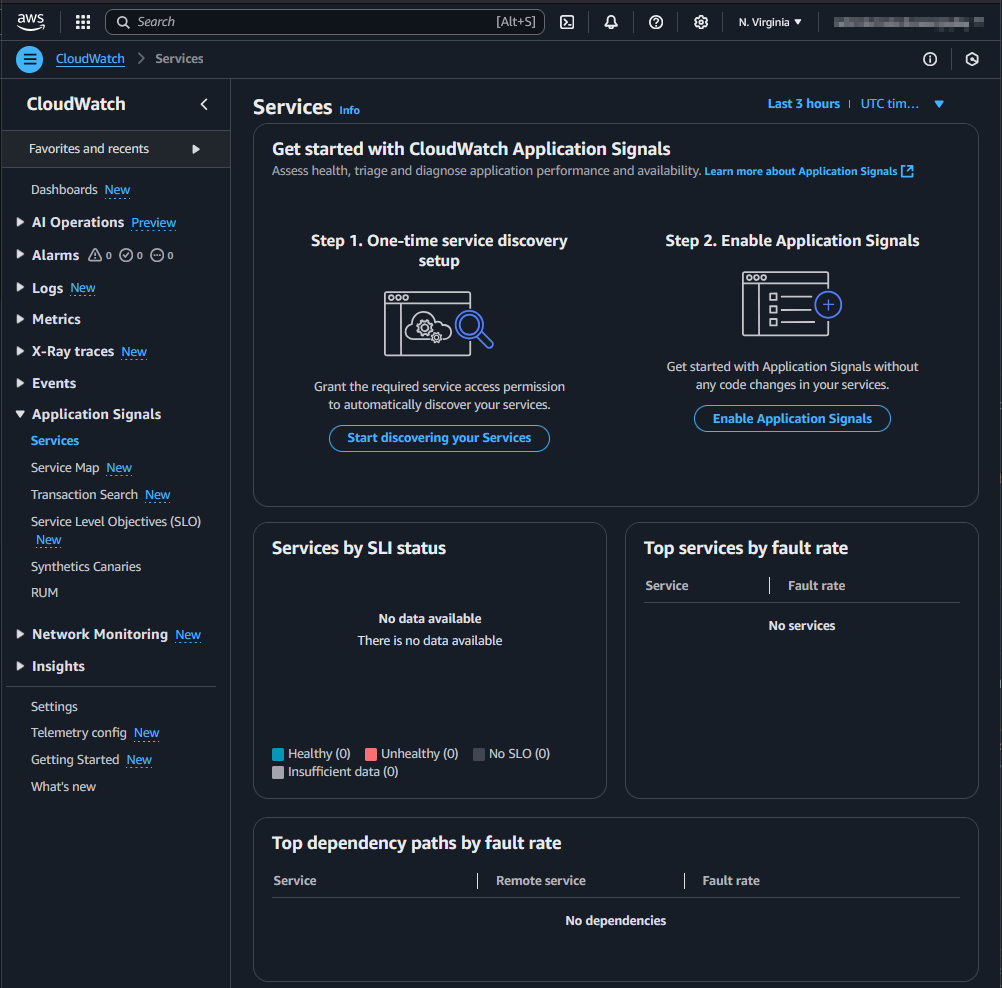 aws
Search [Alt+S]
N. Virginia
CloudWatch Services
CloudWatch
Favorites and recents
Dashboards New
AI Operations Preview
Alarms 0 0 0
Logs New
Metrics
X-Ray traces New
Events
Application Signals
Services
Service Map New
Transaction Search New
Service Level Objectives (SLO)
New
Synthetics Canaries
RUM
Network Monitoring New
Insights
Settings
Telemetry config New
Getting Started New
What's new
Services Info
Last 3 hours UTC tim...
Get started with CloudWatch Application Signals
Assess health, triage and diagnose application performance and availability. Learn more about Application Signals
Step 1. One-time service discovery
setup
Grant the required service access permission
to automatically discover your services.
Start discovering your Services
Step 2. Enable Application Signals
Get started with Application Signals without
any code changes in your services.
Enable Application Signals
Services by SLI status
No data available
There is no data available
Healthy (0) Unhealthy (0) No SLO (0)
Insufficient data (0)
Top services by fault rate
Service Fault rate
No services
Top dependency paths by fault rate
Service Remote service Fault rate
No dependencies